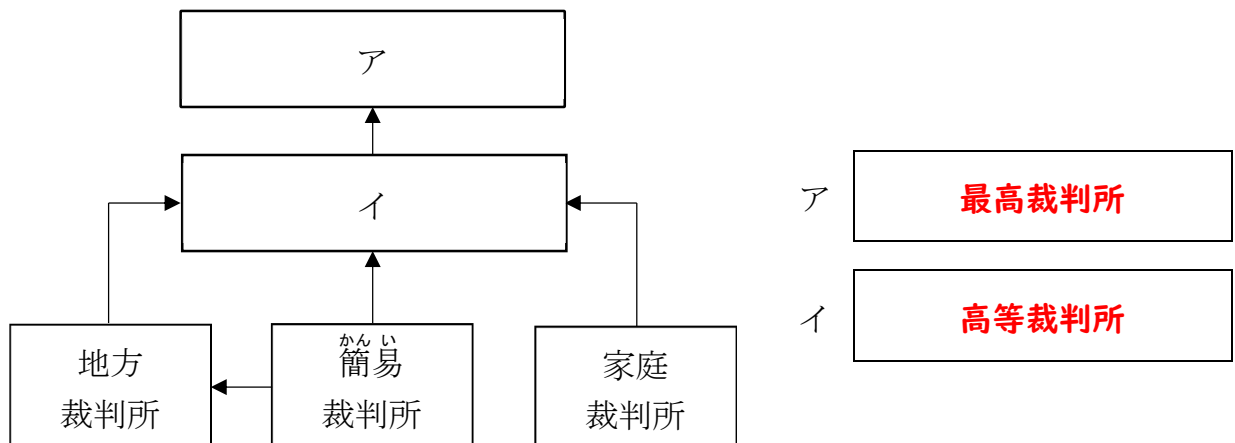 ア
イ
地方
裁判所
かん い
簡易
裁判所
家庭
裁判所
ア 最高裁判所
イ 高等裁判所